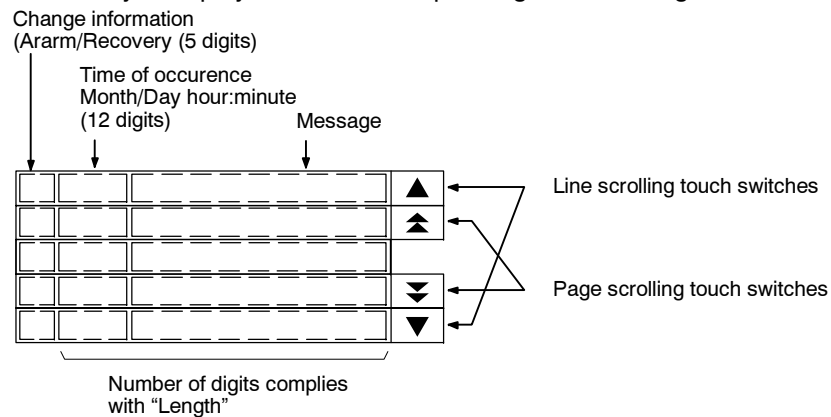 Change information
(Ararm/Recovery (5 digits)
Time of occurence
Month/Day hour:minute
(12 digits)
Message
Line scrolling touch switches
Page scrolling touch switches
Number of digits complies
with “Length”